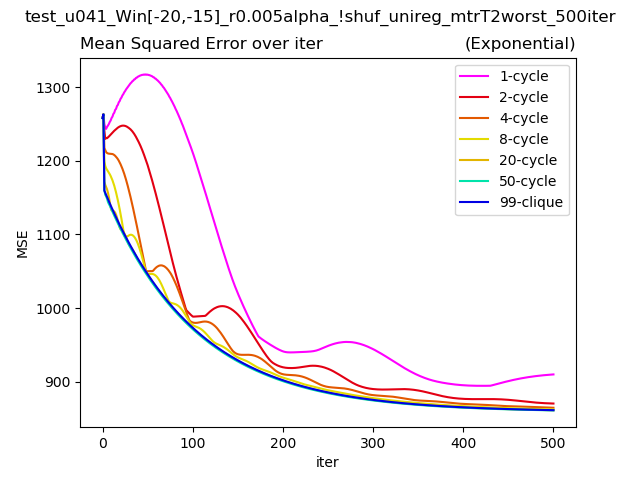 test_u041_Win[-20,-15]_r0.005alpha_!shuf_unireg_mtrT2worst_500iter
Mean Squared Error over iter (Exponential)
1300
1200
1100
1000
900
MSE
0 100 200 300 400 500
iter
1-cycle
2-cycle
4-cycle
8-cycle
20-cycle
50-cycle
99-clique